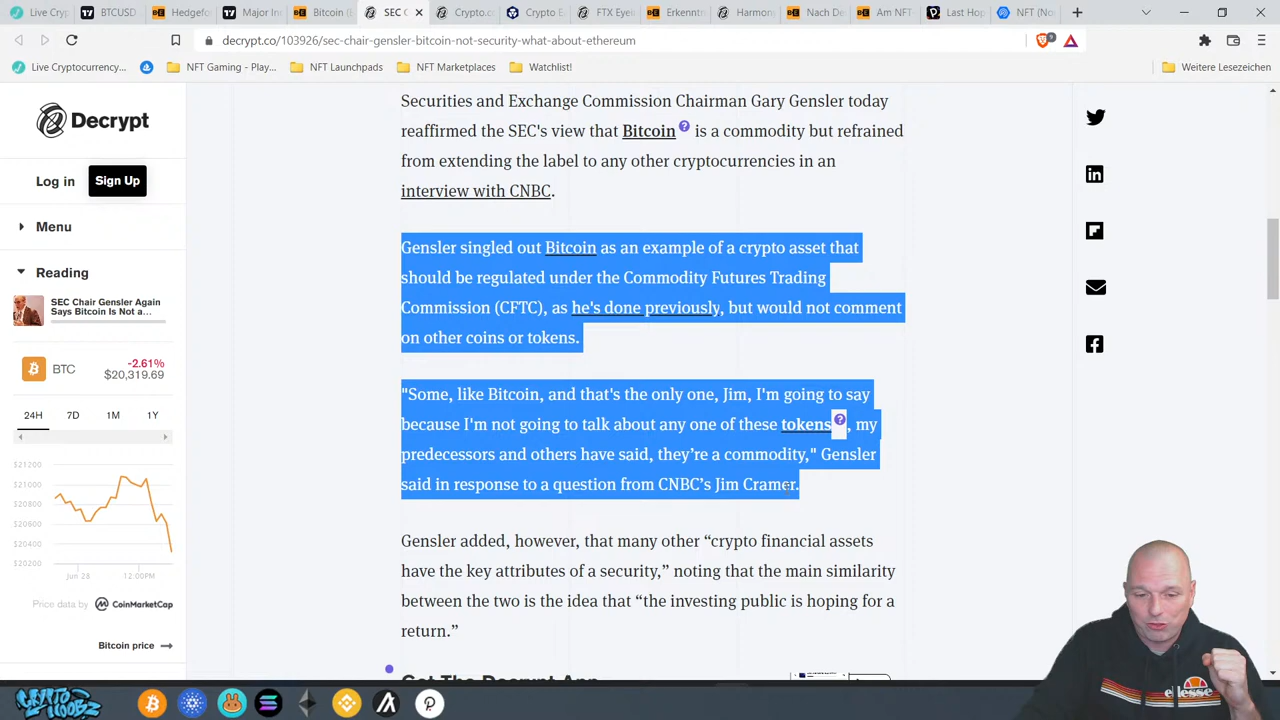 Live Cryp
BTCUSD
Hedgefo
Major In
Bitcoin (
SEC C
Crypto.c
Crypto E
FTX Eyei
Erkenntn
Harmon
Nach De
Am NFT-
Last Hop
NFT (No
decrypt.co/103926/sec-chair-gensler-bitcoin-not-security-what-about-ethereum
9
Live Cryptocurrency...
NFT Gaming - Play...
NFT Launchpads
NFT Marketplaces
Watchlist!
Weitere Lesezeichen
Decrypt
Log in
Sign Up
Menu
Reading
SEC Chair Gensler Again
Says Bitcoin Is Not a...
BTC
-2.61%
$20,319.69
24H 7D 1M 1Y
$21200
$21000
$20800
$20600
$20400
$20200
Jun 28 12:00PM
Price data by CoinMarketCap
Bitcoin price
Securities and Exchange Commission Chairman Gary Gensler today
reaffirmed the SEC's view that Bitcoin ? is a commodity but refrained
from extending the label to any other cryptocurrencies in an
interview with CNBC.
Gensler singled out Bitcoin as an example of a crypto asset that
should be regulated under the Commodity Futures Trading
Commission (CFTC), as he's done previously, but would not comment
on other coins or tokens.
"Some, like Bitcoin, and that's the only one, Jim, I'm going to say
because I'm not going to talk about any one of these tokens ?, my
predecessors and others have said, they’re a commodity," Gensler
said in response to a question from CNBC’s Jim Cramer.
Gensler added, however, that many other “crypto financial assets
have the key attributes of a security,” noting that the main similarity
between the two is the idea that “the investing public is hoping for a
return.”
Get The Decrypt App
ellesse
CRYPTO
NOOBZ